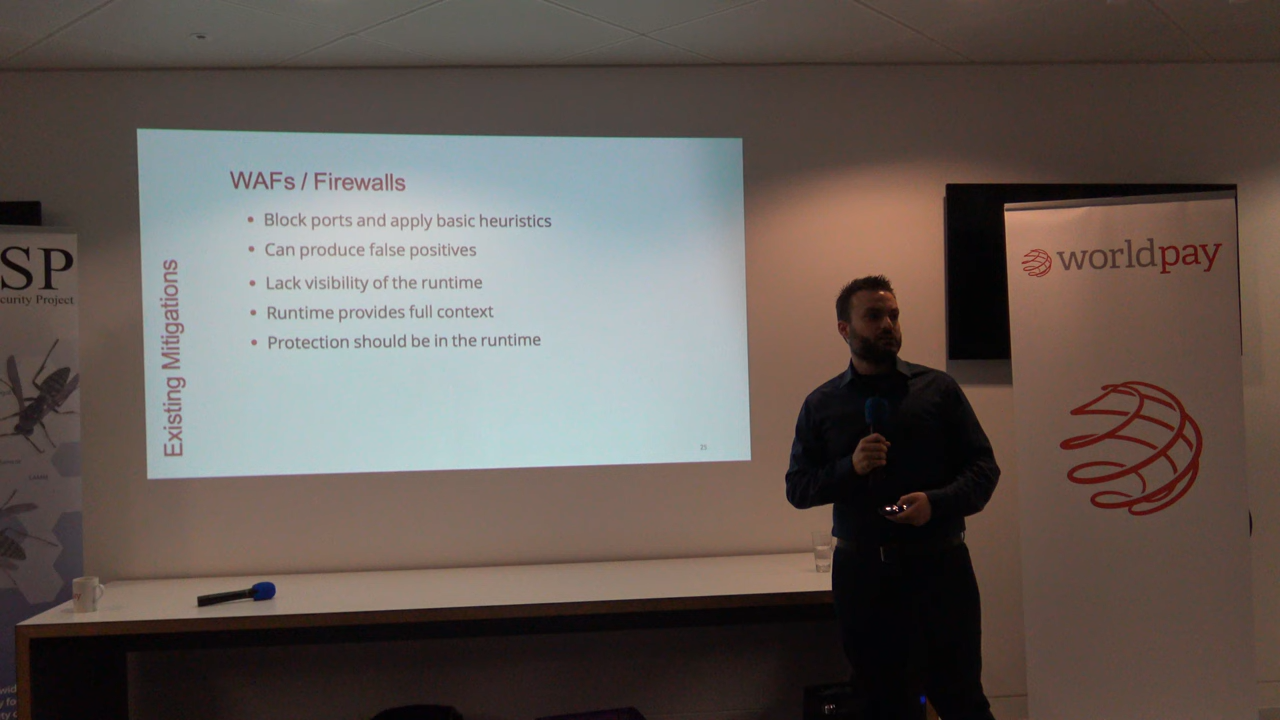 WAFs / Firewalls
Block ports and apply basic heuristics
Can produce false positives
Lack visibility of the runtime
Runtime provides full context
Protection should be in the runtime
Existing Mitigations
SP
curity Project
worldpay